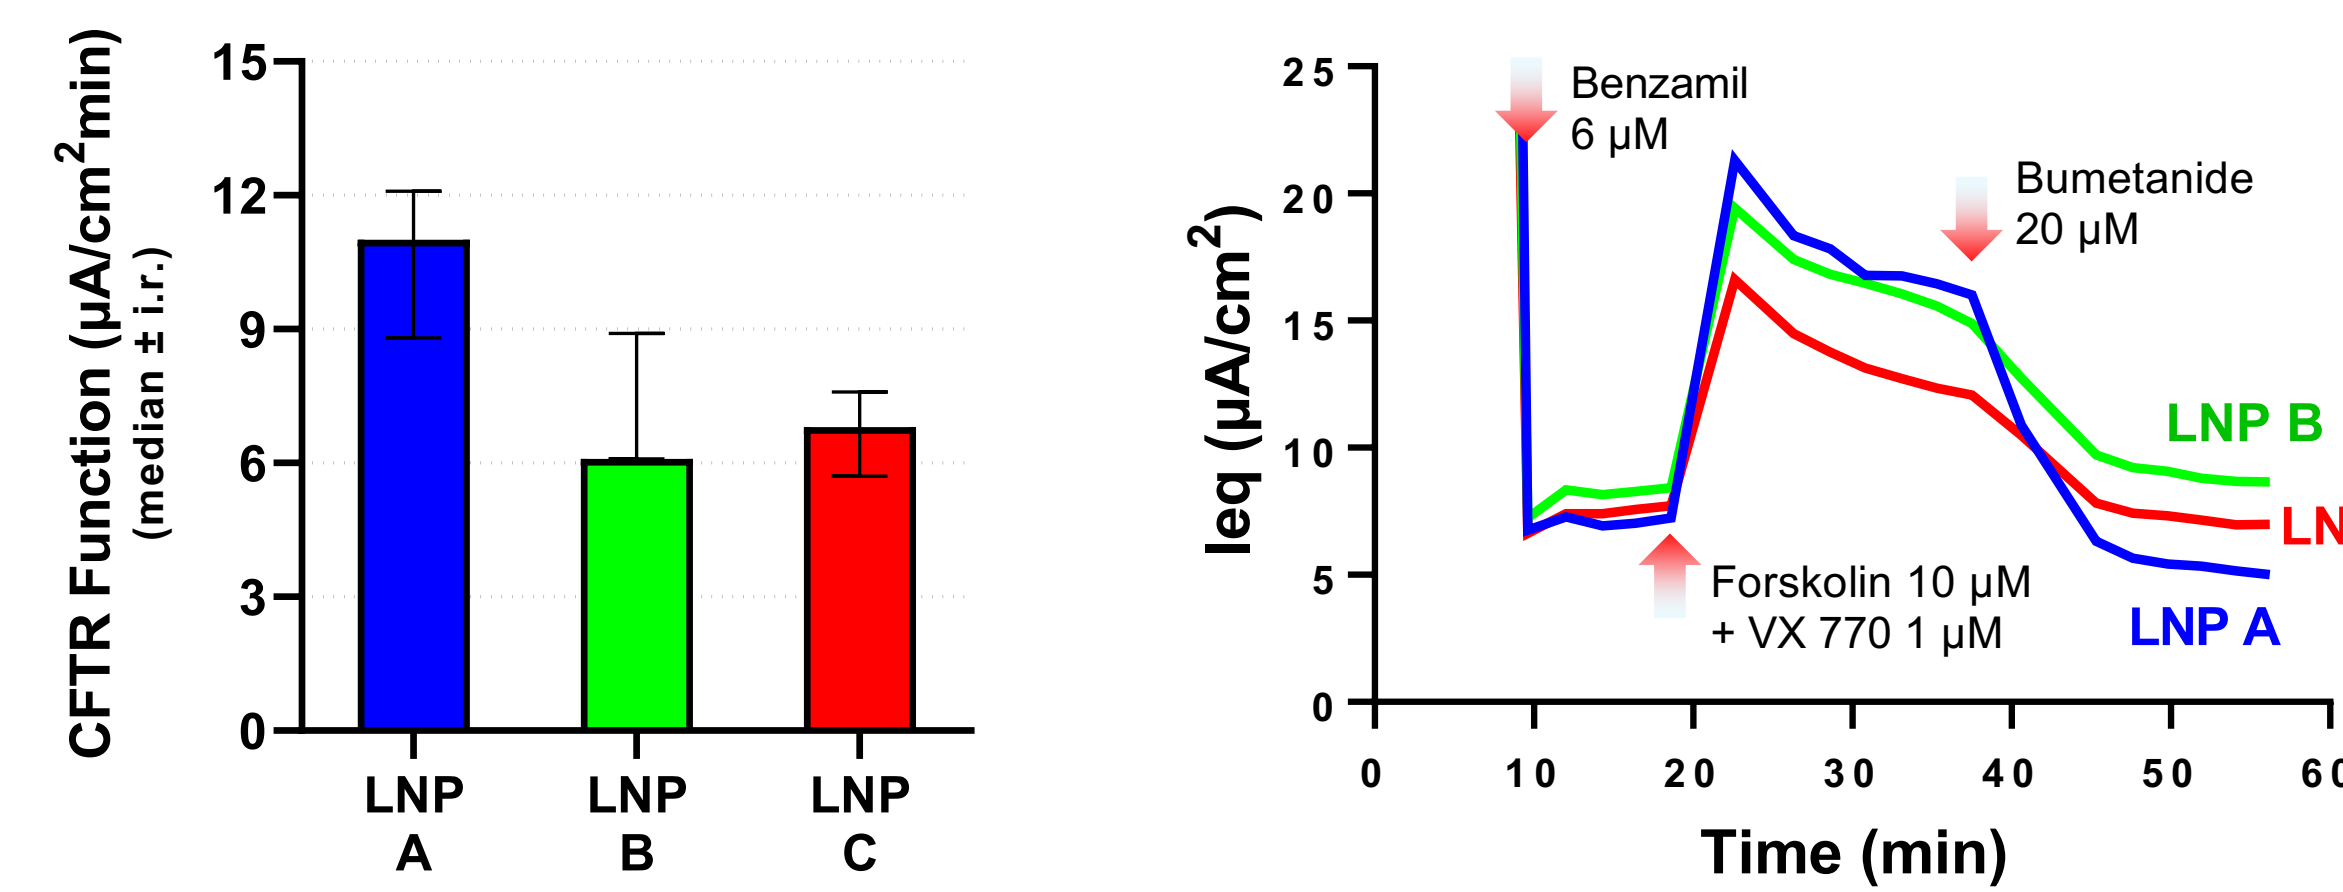 CFTR Function (µA/cm²min)
(median ± i.r.)
15
12
9
6
3
0
LNP
A
LNP
B
LNP
C
Ieq (µA/cm²)
25
20
15
10
5
0
Benzamil
6 µM
Bumetanide
20 µM
Forskolin 10 µM
+ VX 770 1 µM
LNP B
LN
LNP A
0 10 20 30 40 50 60
Time (min)